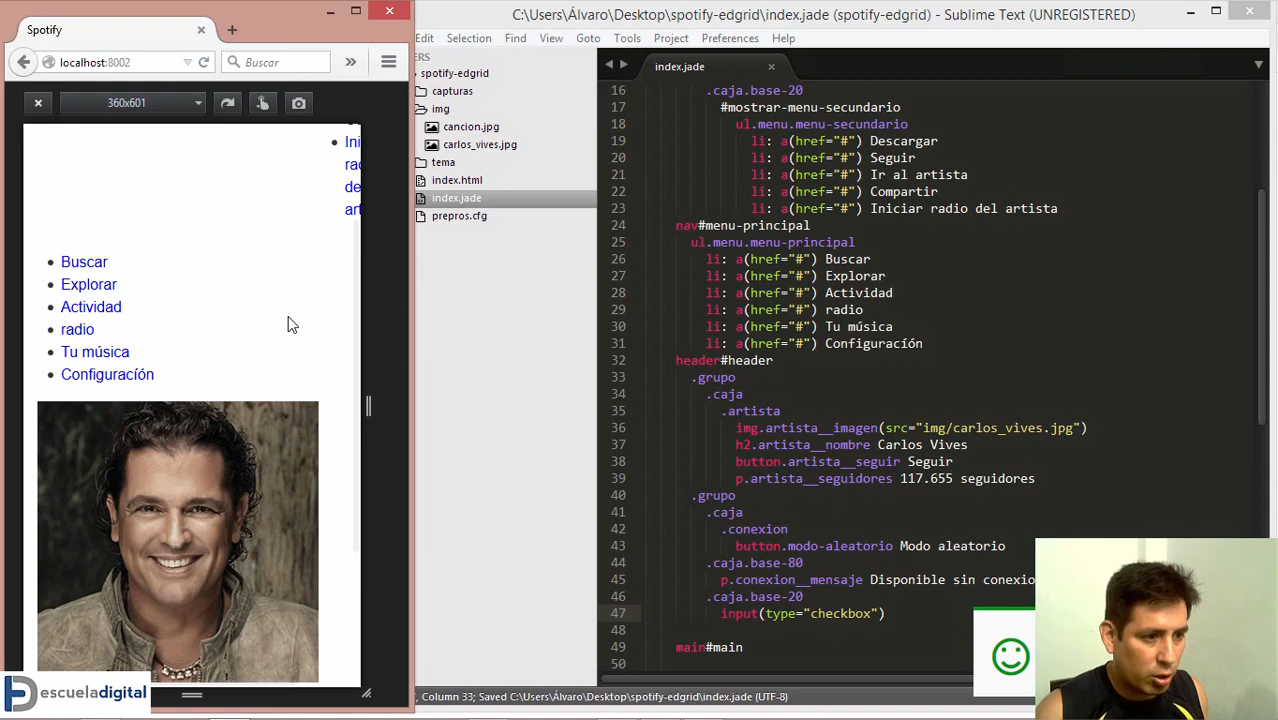 Spotify
localhost:8002
Buscar
360x601
Ini
rac
de
art
Buscar
Explorar
Actividad
radio
Tu música
Configuracíon
escueladigital
C:\Users\Álvaro\Desktop\spotify-edgrid\index.jade (spotify-edgrid) - Sublime Text (UNREGISTERED)
Edit Selection Find View Goto Tools Project Preferences Help
ERS
spotify-edgrid
capturas
img
cancion.jpg
carlos_vives.jpg
tema
index.html
index.jade
prepros.cfg
index.jade
16 .caja.base-20
17 #mostrar-menu-secundario
18 ul.menu.menu-secundario
19 li: a(href="#") Descargar
20 li: a(href="#") Seguir
21 li: a(href="#") Ir al artista
22 li: a(href="#") Compartir
23 li: a(href="#") Iniciar radio del artista
24 nav#menu-principal
25 ul.menu.menu-principal
26 li: a(href="#") Buscar
27 li: a(href="#") Explorar
28 li: a(href="#") Actividad
29 li: a(href="#") radio
30 li: a(href="#") Tu música
31 li: a(href="#") Configuracíon
32 header#header
33 .grupo
34 .caja
35 .artista
36 img.artista__imagen(src="img/carlos_vives.jpg")
37 h2.artista__nombre Carlos Vives
38 button.artista__seguir Seguir
39 p.artista__seguidores 117.655 seguidores
40 .grupo
41 .caja
42 .conexion
43 button.modo-aleatorio Modo aleatorio
44 .caja.base-80
45 p.conexion__mensaje Disponible sin conexio
46 .caja.base-20
47 input(type="checkbox")
48
49 main#main
50
, Column 33; Saved C:\Users\Álvaro\Desktop\spotify-edgrid\index.jade (UTF-8)